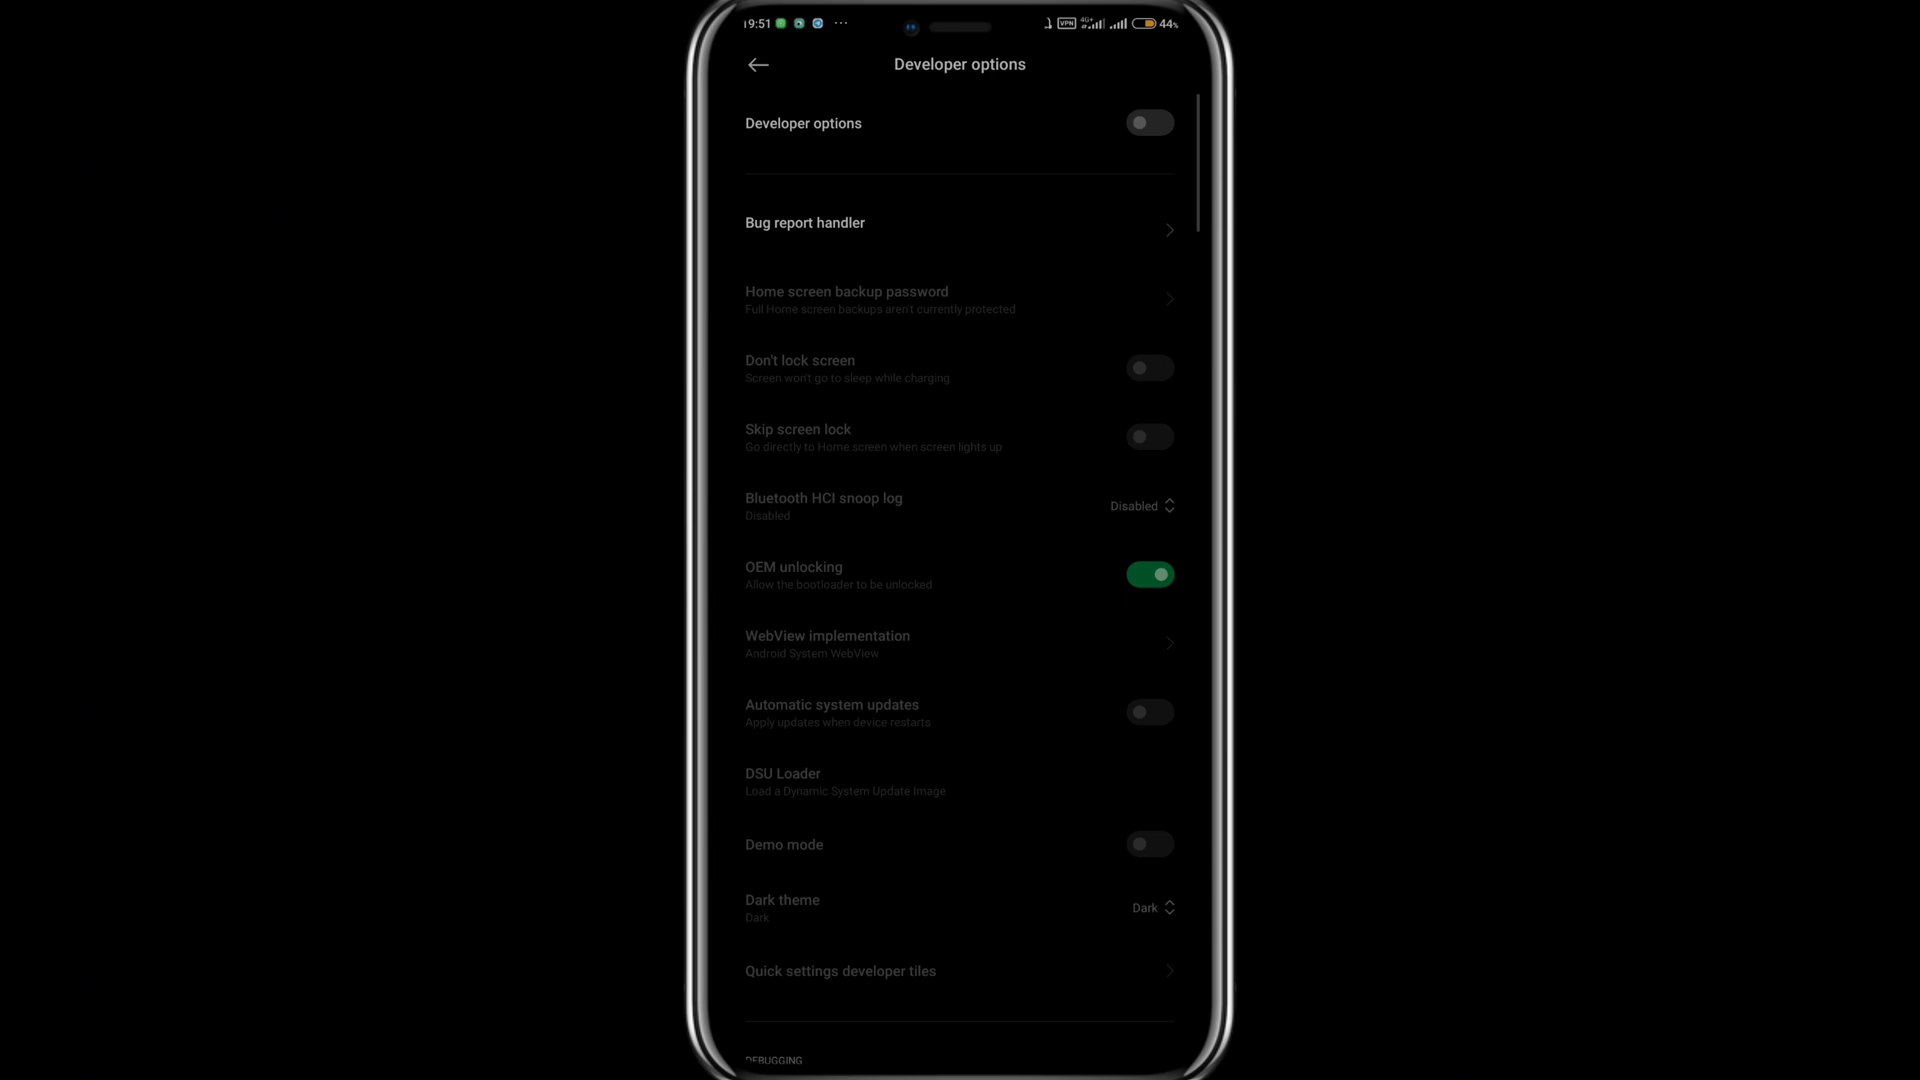 19:51 ... VPN 4G+ 44%
Developer options
Developer options
Bug report handler
Home screen backup password
Full Home screen backups aren't currently protected
Don't lock screen
Screen won't go to sleep while charging
Skip screen lock
Go directly to Home screen when screen lights up
Bluetooth HCI snoop log
Disabled
Disabled
OEM unlocking
Allow the bootloader to be unlocked
WebView implementation
Android System WebView
Automatic system updates
Apply updates when device restarts
DSU Loader
Load a Dynamic System Update Image
Demo mode
Dark theme
Dark
Dark
Quick settings developer tiles
DEBUGGING